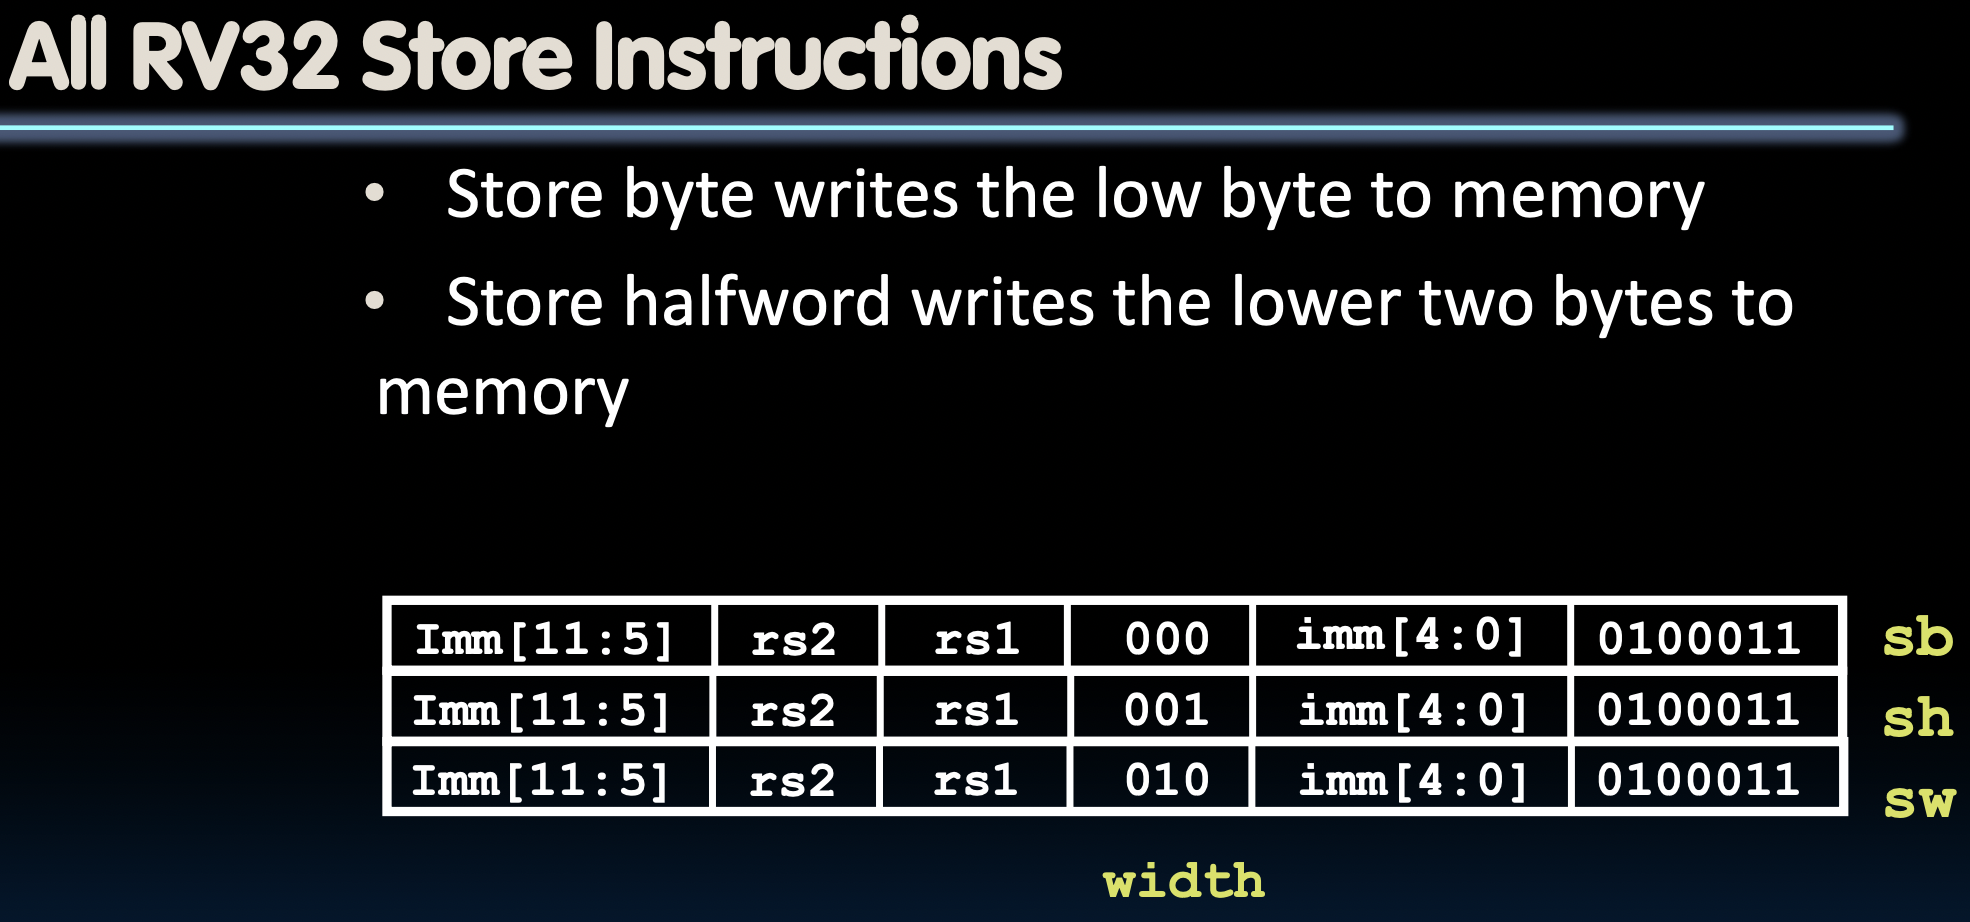 All RV32 Store Instructions
• Store byte writes the low byte to memory
• Store halfword writes the lower two bytes to
memory
Imm[11:5] rs2 rs1 000 imm[4:0] 0100011 sb
Imm[11:5] rs2 rs1 001 imm[4:0] 0100011 sh
Imm[11:5] rs2 rs1 010 imm[4:0] 0100011 sw
width